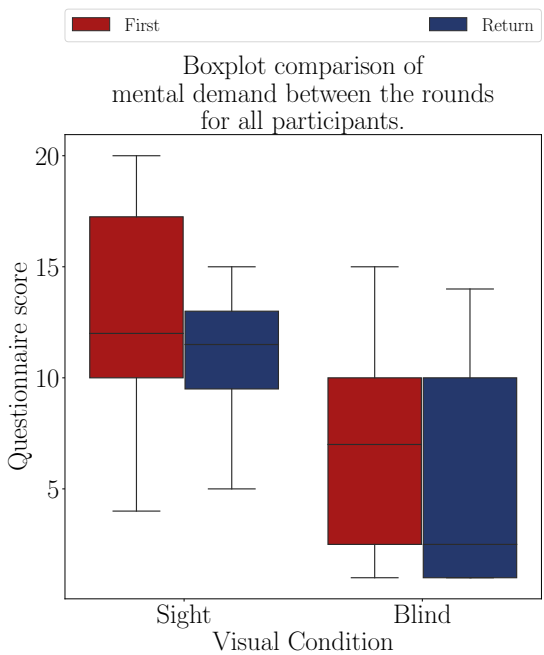 First Return
Boxplot comparison of
mental demand between the rounds
for all participants.
20
15
10
5
Questionnaire score
Sight Blind
Visual Condition